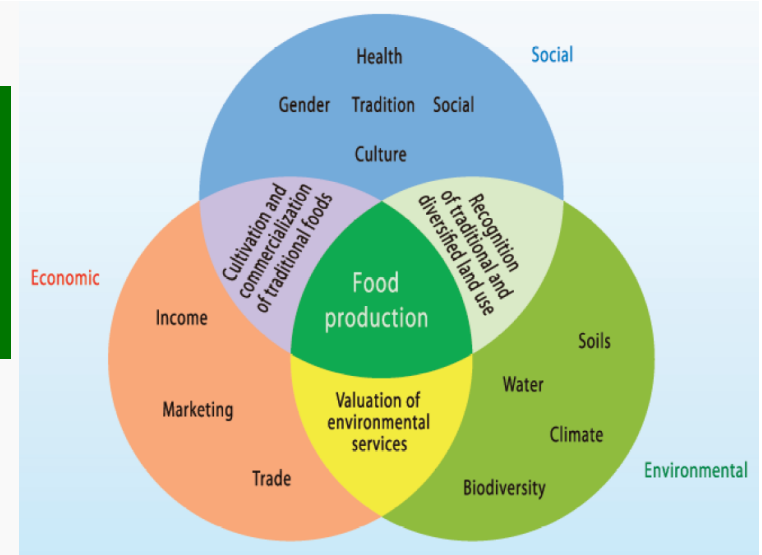 Health
Social
Gender Tradition Social
Culture
Cultivation and
commercialization
of traditional foods
Recognition
of traditional and
diversified land use
Economic
Food
production
Income
Soils
Water
Marketing
Valuation of
environmental
services
Climate
Trade
Biodiversity
Environmental